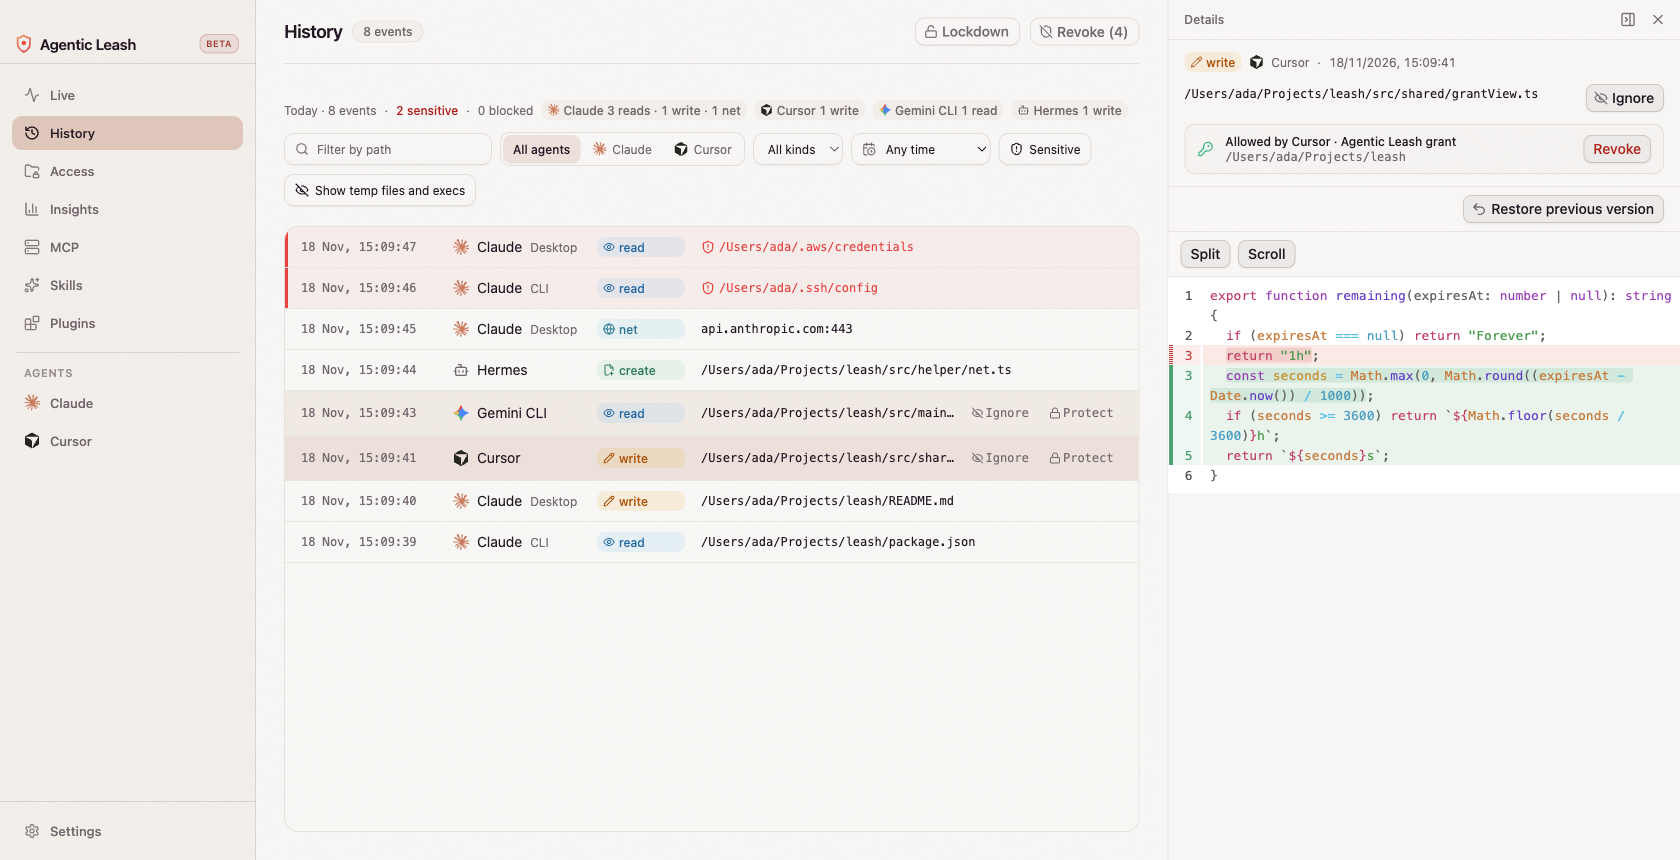 Agentic Leash BETA
Live
History
Access
Insights
MCP
Skills
Plugins
AGENTS
Claude
Cursor
Settings
History 8 events Lockdown Revoke (4)
Today · 8 events · 2 sensitive · 0 blocked Claude 3 reads · 1 write · 1 net Cursor 1 write Gemini CLI 1 read Hermes 1 write
Filter by path All agents Claude Cursor All kinds Any time Sensitive
Show temp files and execs
18 Nov, 15:09:47 Claude Desktop read /Users/ada/.aws/credentials
18 Nov, 15:09:46 Claude CLI read /Users/ada/.ssh/config
18 Nov, 15:09:45 Claude Desktop net api.anthropic.com:443
18 Nov, 15:09:44 Hermes create /Users/ada/Projects/leash/src/helper/net.ts
18 Nov, 15:09:43 Gemini CLI read /Users/ada/Projects/leash/src/main… Ignore Protect
18 Nov, 15:09:41 Cursor write /Users/ada/Projects/leash/src/shar… Ignore Protect
18 Nov, 15:09:40 Claude Desktop write /Users/ada/Projects/leash/README.md
18 Nov, 15:09:39 Claude CLI read /Users/ada/Projects/leash/package.json
Details
write Cursor · 18/11/2026, 15:09:41
/Users/ada/Projects/leash/src/shared/grantView.ts Ignore
Allowed by Cursor · Agentic Leash grant
/Users/ada/Projects/leash
Revoke
Restore previous version
Split Scroll
1 export function remaining(expiresAt: number | null): string
{
2 if (expiresAt === null) return "Forever";
3 return "1h";
3 const seconds = Math.max(0, Math.round((expiresAt -
Date.now()) / 1000));
4 if (seconds >= 3600) return `${Math.floor(seconds /
3600)}h`;
5 return `${seconds}s`;
6 }